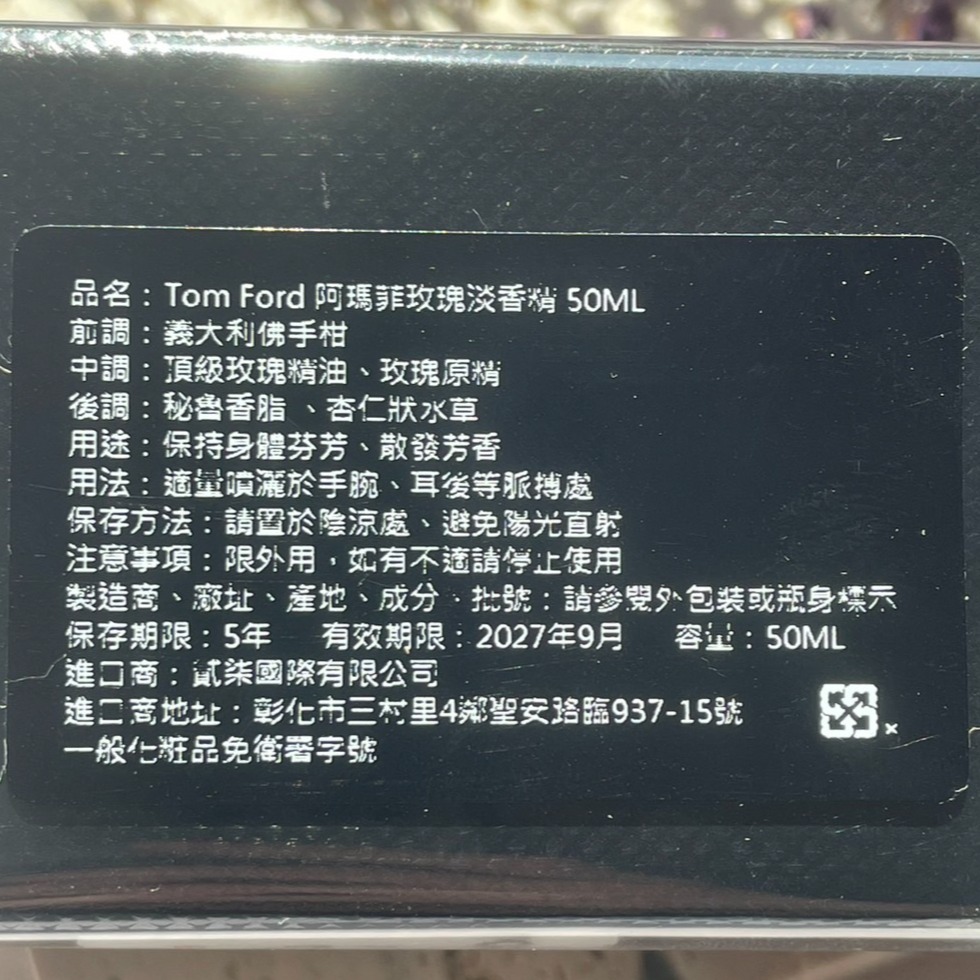 品名：Tom Ford 阿瑪菲玫瑰淡香精 50ML
前調：義大利佛手柑
中調：頂級玫瑰精油、玫瑰原精
後調：秘魯香脂 、杏仁狀水草
用途：保持身體芬芳、散發芳香
用法：適量噴灑於手腕、耳後等脈搏處
保存方法：請置於陰涼處、避免陽光直射
注意事項：限外用，如有不適請停止使用
製造商、廠址、產地、成分、批號：請參閱外包裝或瓶身標示
保存期限：5年 有效期限：2027年9月 容量：50ML
進口商：貳柒國際有限公司
進口商地址：彰化市三村里4鄰聖安路臨937-15號
一般化粧品免衛署字號